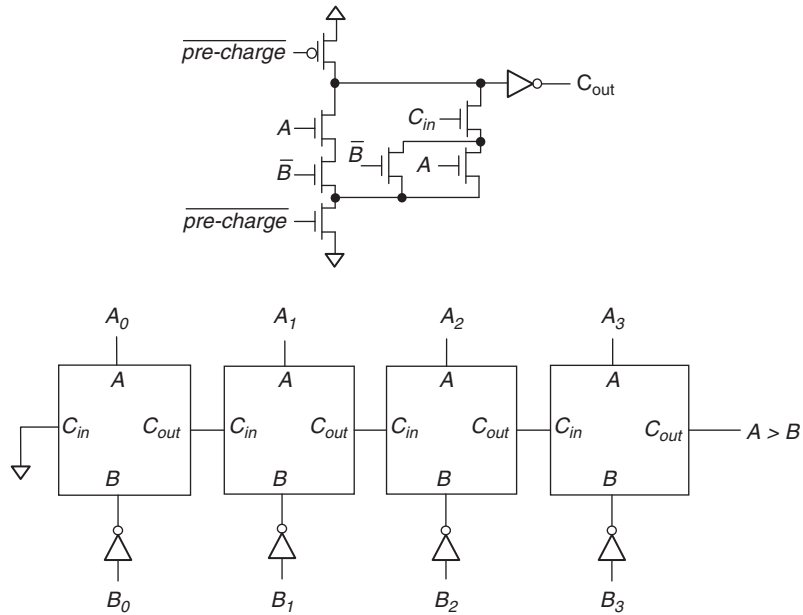 pre-charge
C_out
C_in
A
B̅
B̅
A
pre-charge
A_0 A_1 A_2 A_3
A A A A
C_in C_out C_in C_out C_in C_out C_in C_out A > B
B B B B
B_0 B_1 B_2 B_3